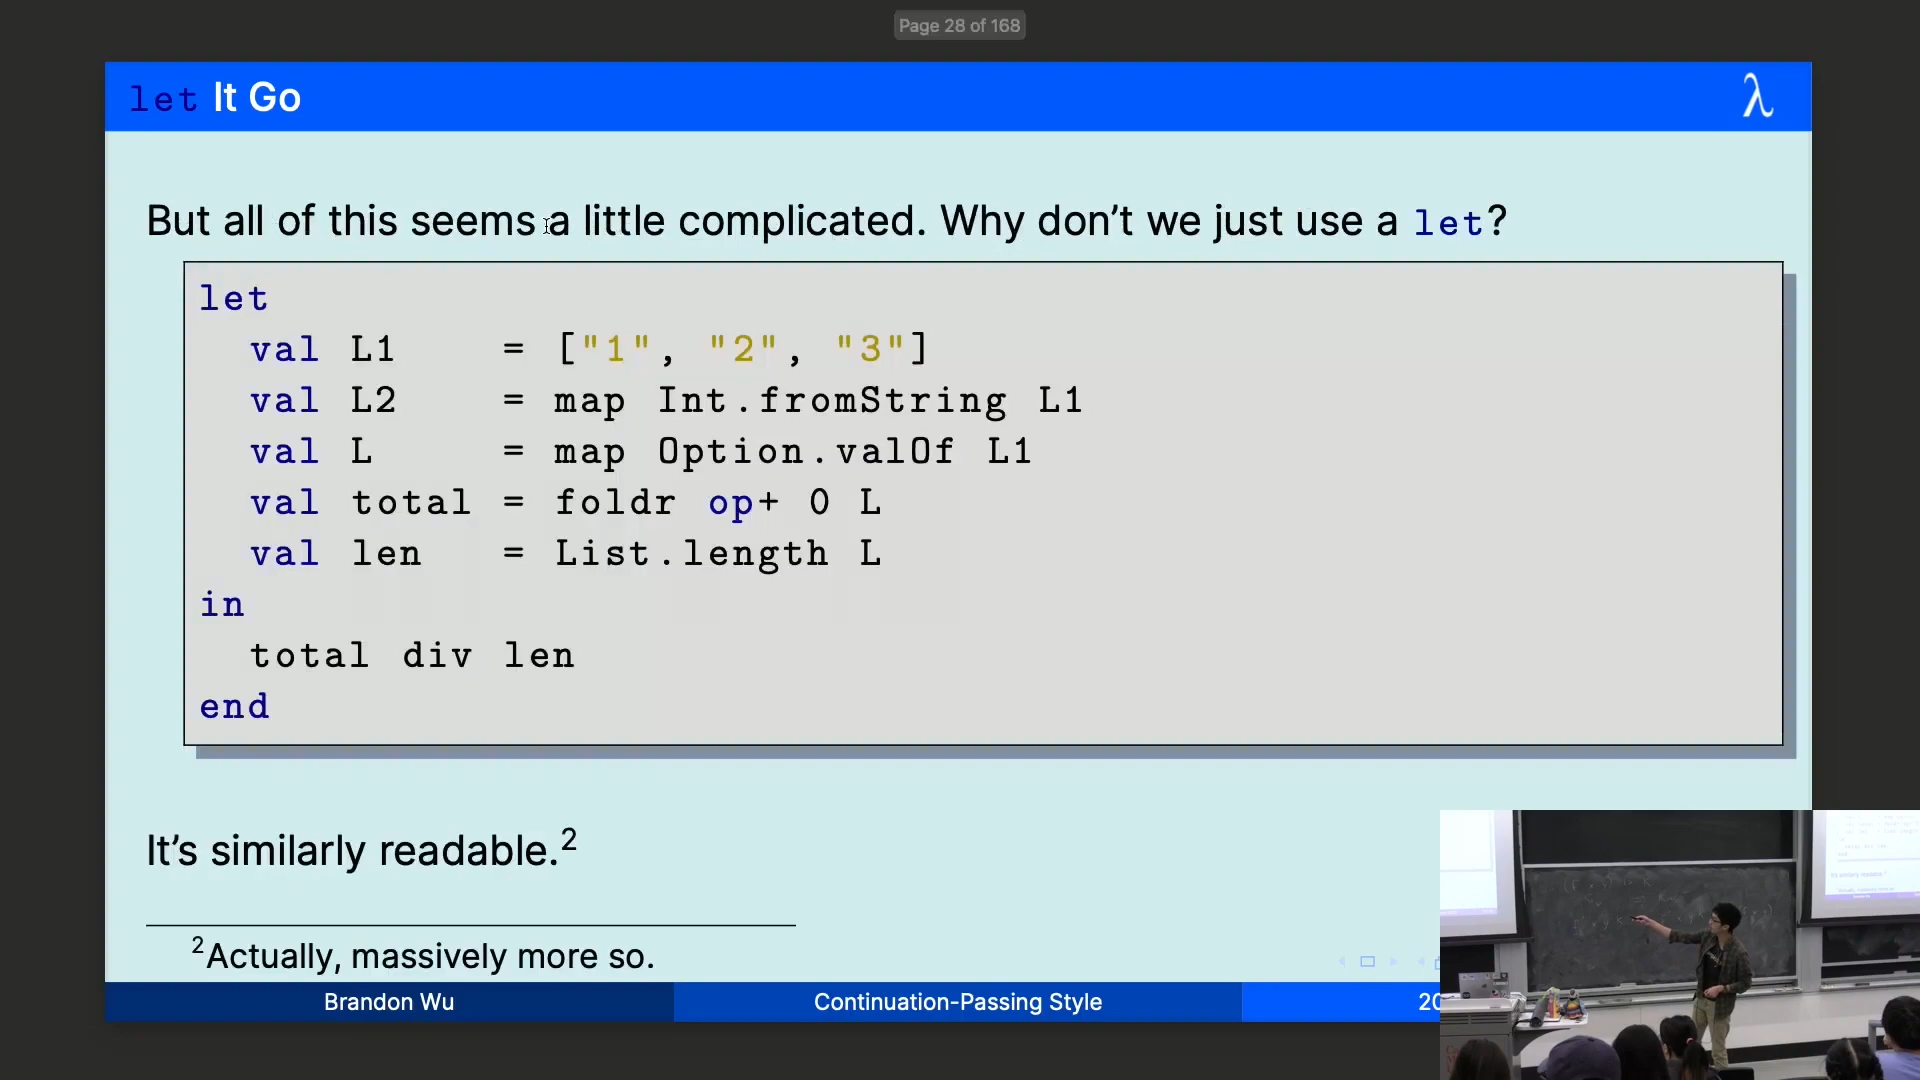 Page 28 of 168
let It Go
λ
But all of this seems a little complicated. Why don't we just use a let?
let
val L1 = ["1", "2", "3"]
val L2 = map Int.fromString L1
val L = map Option.valOf L1
val total = foldr op+ 0 L
val len = List.length L
in
total div len
end
It's similarly readable.2
2Actually, massively more so.
Brandon Wu
Continuation-Passing Style
20